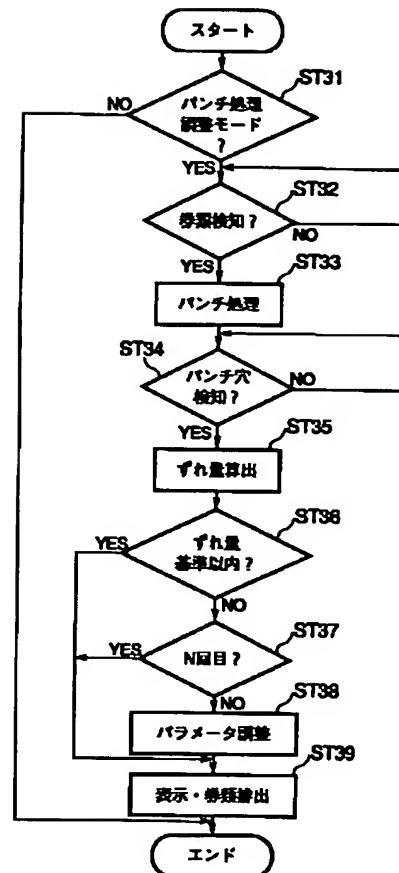 スタート
ST31
NO
パンチ処理
調整モード
?
YES
ST32
券類検知?
NO
YES
ST33
パンチ処理
ST34
パンチ穴
検知?
NO
YES
ST35
ずれ量算出
ST36
YES
ずれ量
基準以内?
NO
ST37
YES
N回目?
NO
ST38
パラメータ調整
ST39
表示・券類排出
エンド